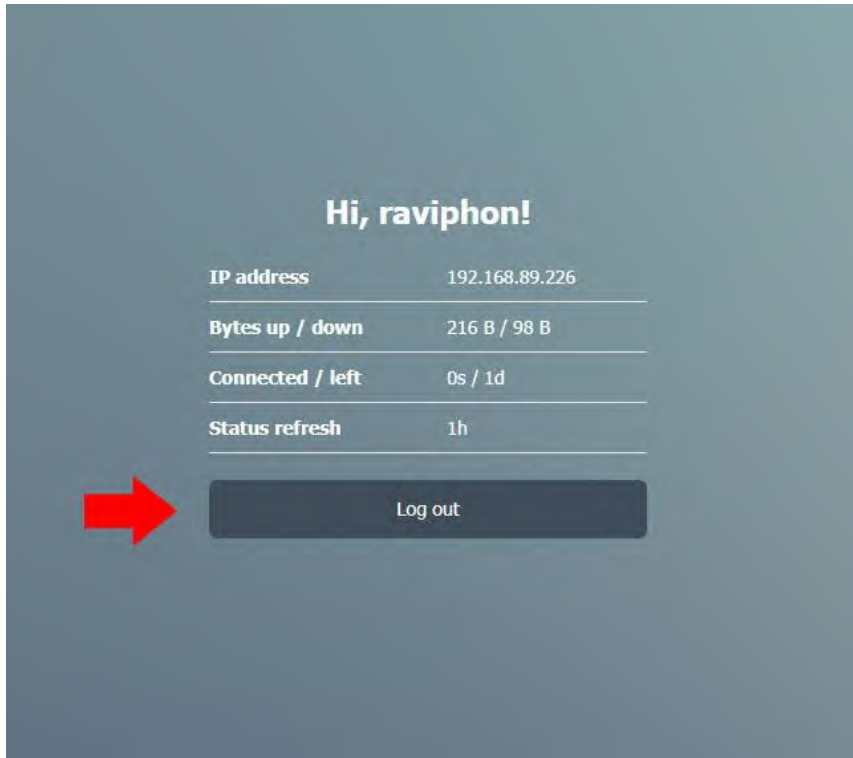 Hi, raviphon!
IP address 192.168.89.226
Bytes up / down 216 B / 98 B
Connected / left 0s / 1d
Status refresh 1h
Log out